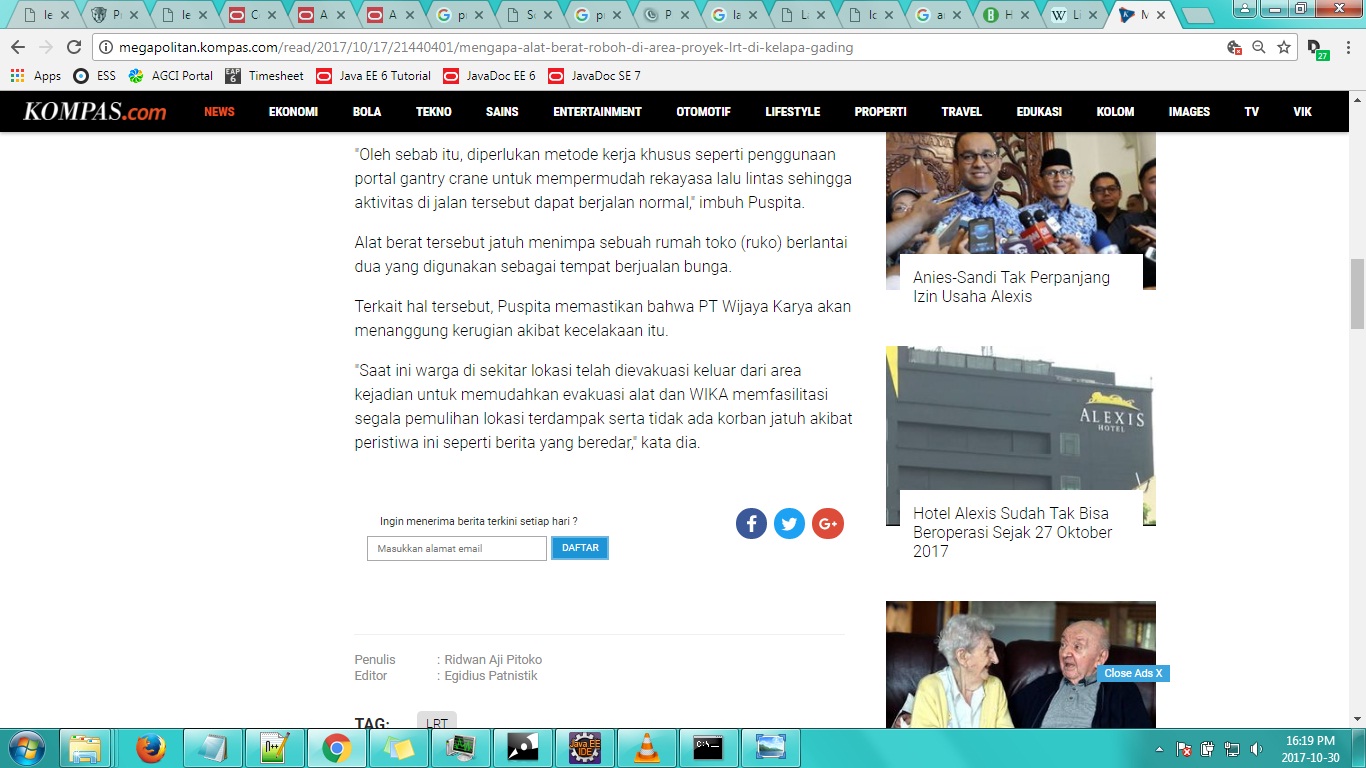 le
P
le
C
A
A
p
S
p
P
la
L
lc
a
H
Li
M
megapolitan.kompas.com/read/2017/10/17/21440401/mengapa-alat-berat-roboh-di-area-proyek-lrt-di-kelapa-gading
27
Apps ESS AGCI Portal EAP 6 Timesheet Java EE 6 Tutorial JavaDoc EE 6 JavaDoc SE 7
KOMPAS.com NEWS EKONOMI BOLA TEKNO SAINS ENTERTAINMENT OTOMOTIF LIFESTYLE PROPERTI TRAVEL EDUKASI KOLOM IMAGES TV VIK
"Oleh sebab itu, diperlukan metode kerja khusus seperti penggunaan
portal gantry crane untuk mempermudah rekayasa lalu lintas sehingga
aktivitas di jalan tersebut dapat berjalan normal," imbuh Puspita.
Alat berat tersebut jatuh menimpa sebuah rumah toko (ruko) berlantai
dua yang digunakan sebagai tempat berjualan bunga.
Terkait hal tersebut, Puspita memastikan bahwa PT Wijaya Karya akan
menanggung kerugian akibat kecelakaan itu.
"Saat ini warga di sekitar lokasi telah dievakuasi keluar dari area
kejadian untuk memudahkan evakuasi alat dan WIKA memfasilitasi
segala pemulihan lokasi terdampak serta tidak ada korban jatuh akibat
peristiwa ini seperti berita yang beredar," kata dia.
Ingin menerima berita terkini setiap hari ?
Masukkan alamat email DAFTAR
Penulis : Ridwan Aji Pitoko
Editor : Egidius Patnistik
TAG: LRT
Anies-Sandi Tak Perpanjang
Izin Usaha Alexis
ALEXIS
HOTEL
Hotel Alexis Sudah Tak Bisa
Beroperasi Sejak 27 Oktober
2017
Close Ads X
Java EE
IDE
16:19 PM
2017-10-30